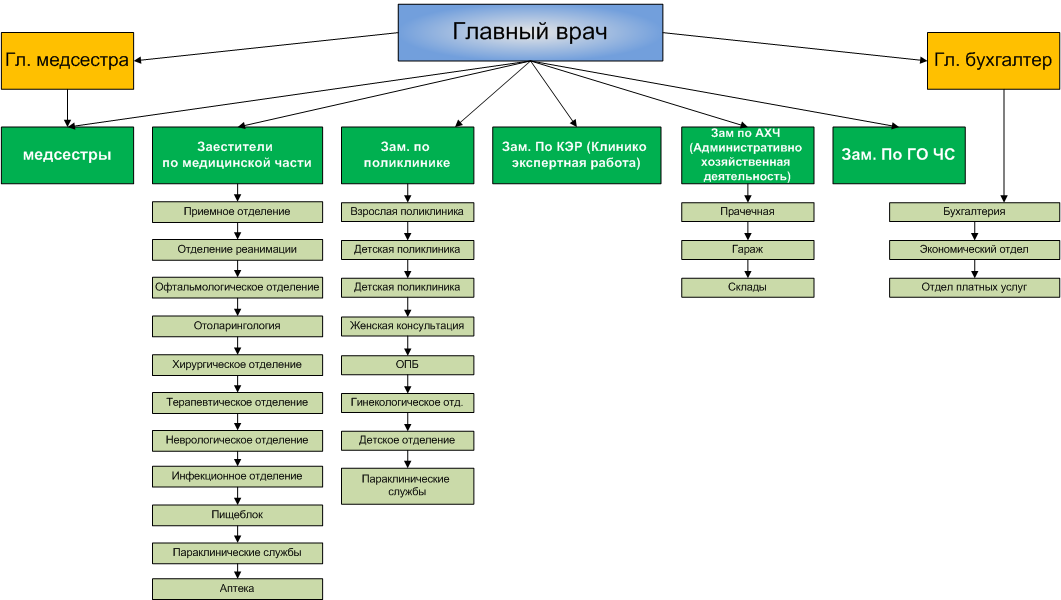 Главный врач
Гл. медсестра
Гл. бухгалтер
медсестры
Заестители
по медицинской части
Зам. по
поликлинике
Зам. По КЭР (Клинико
экспертная работа)
Зам по АХЧ
(Административно
хозяйственная
деятельность)
Зам. По ГО ЧС
Приемное отделение
Отделение реанимации
Офтальмологическое отделение
Отоларингология
Хирургическое отделение
Терапевтическое отделение
Неврологическое отделение
Инфекционное отделение
Пищеблок
Параклинические службы
Аптека
Взрослая поликлиника
Детская поликлиника
Детская поликлиника
Женская консультация
ОПБ
Гинекологическое отд.
Детское отделение
Параклинические
службы
Прачечная
Гараж
Склады
Бухгалтерия
Экономический отдел
Отдел платных услуг